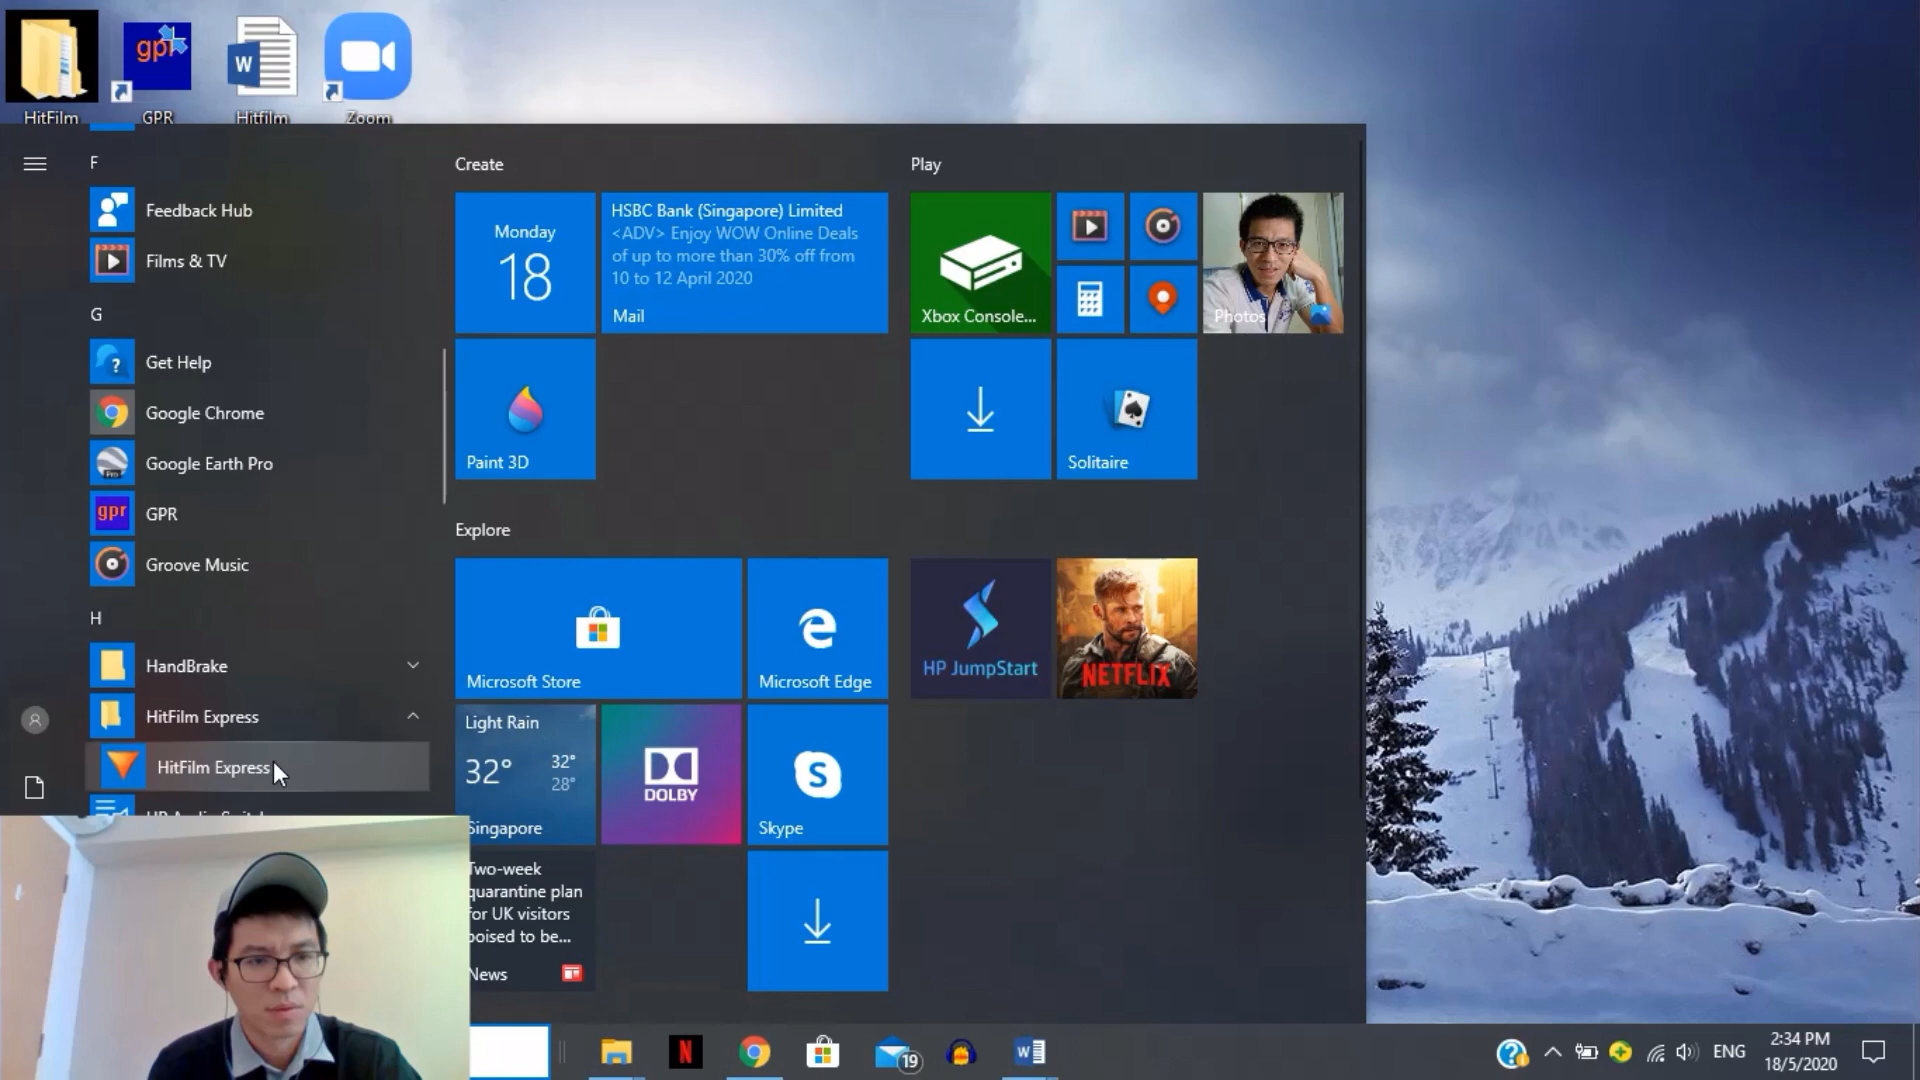 HitFilm
GPR
Hitfilm
Zoom
gpr
W
F
Feedback Hub
Films & TV
G
Get Help
Google Chrome
Google Earth Pro
gpr
GPR
Groove Music
H
HandBrake
HitFilm Express
HitFilm Express
Create
Monday
18
HSBC Bank (Singapore) Limited
<ADV> Enjoy WOW Online Deals
of up to more than 30% off from
10 to 12 April 2020
Mail
Paint 3D
Play
Xbox Console...
Photos
Solitaire
Explore
Microsoft Store
Microsoft Edge
HP JumpStart
NETFLIX
Light Rain
32°
32°
28°
Singapore
DOLBY
Skype
Two-week
quarantine plan
for UK visitors
poised to be...
News
N
19
W
ENG
2:34 PM
18/5/2020